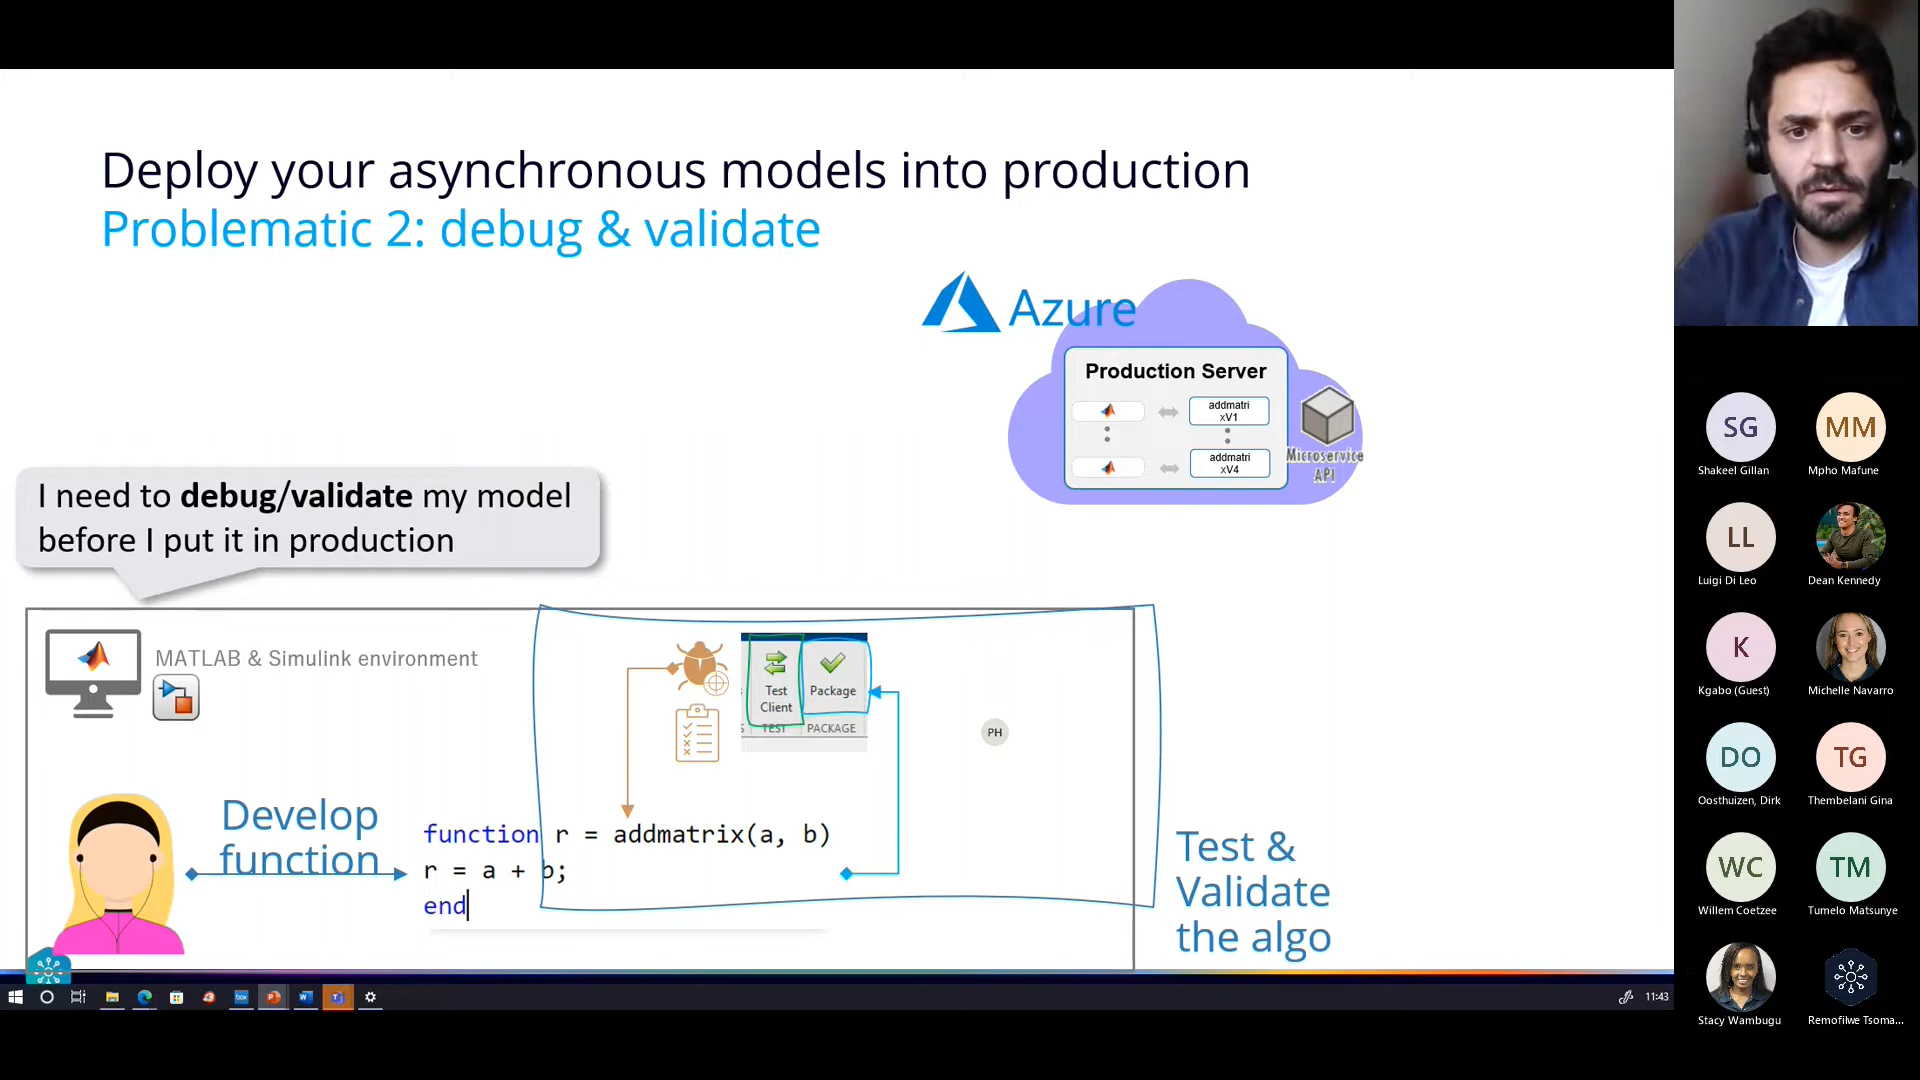 Deploy your asynchronous models into production
Problematic 2: debug & validate
Azure
Production Server
addmatri
xV1
addmatri
xV4
Microservice
API
I need to debug/validate my model
before I put it in production
MATLAB & Simulink environment
Test
Client
Package
TEST
PACKAGE
PH
Develop
function
function r = addmatrix(a, b)
r = a + b;
end
Test &
Validate
the algo
11:43
SG
MM
Shakeel Gillan
Mpho Mafune
LL
Luigi Di Leo
Dean Kennedy
K
Kgabo (Guest)
Michelle Navarro
DO
TG
Oosthuizen, Dirk
Thembelani Gina
WC
TM
Willem Coetzee
Tumelo Matsunye
Stacy Wambugu
Remofilwe Tsoma...